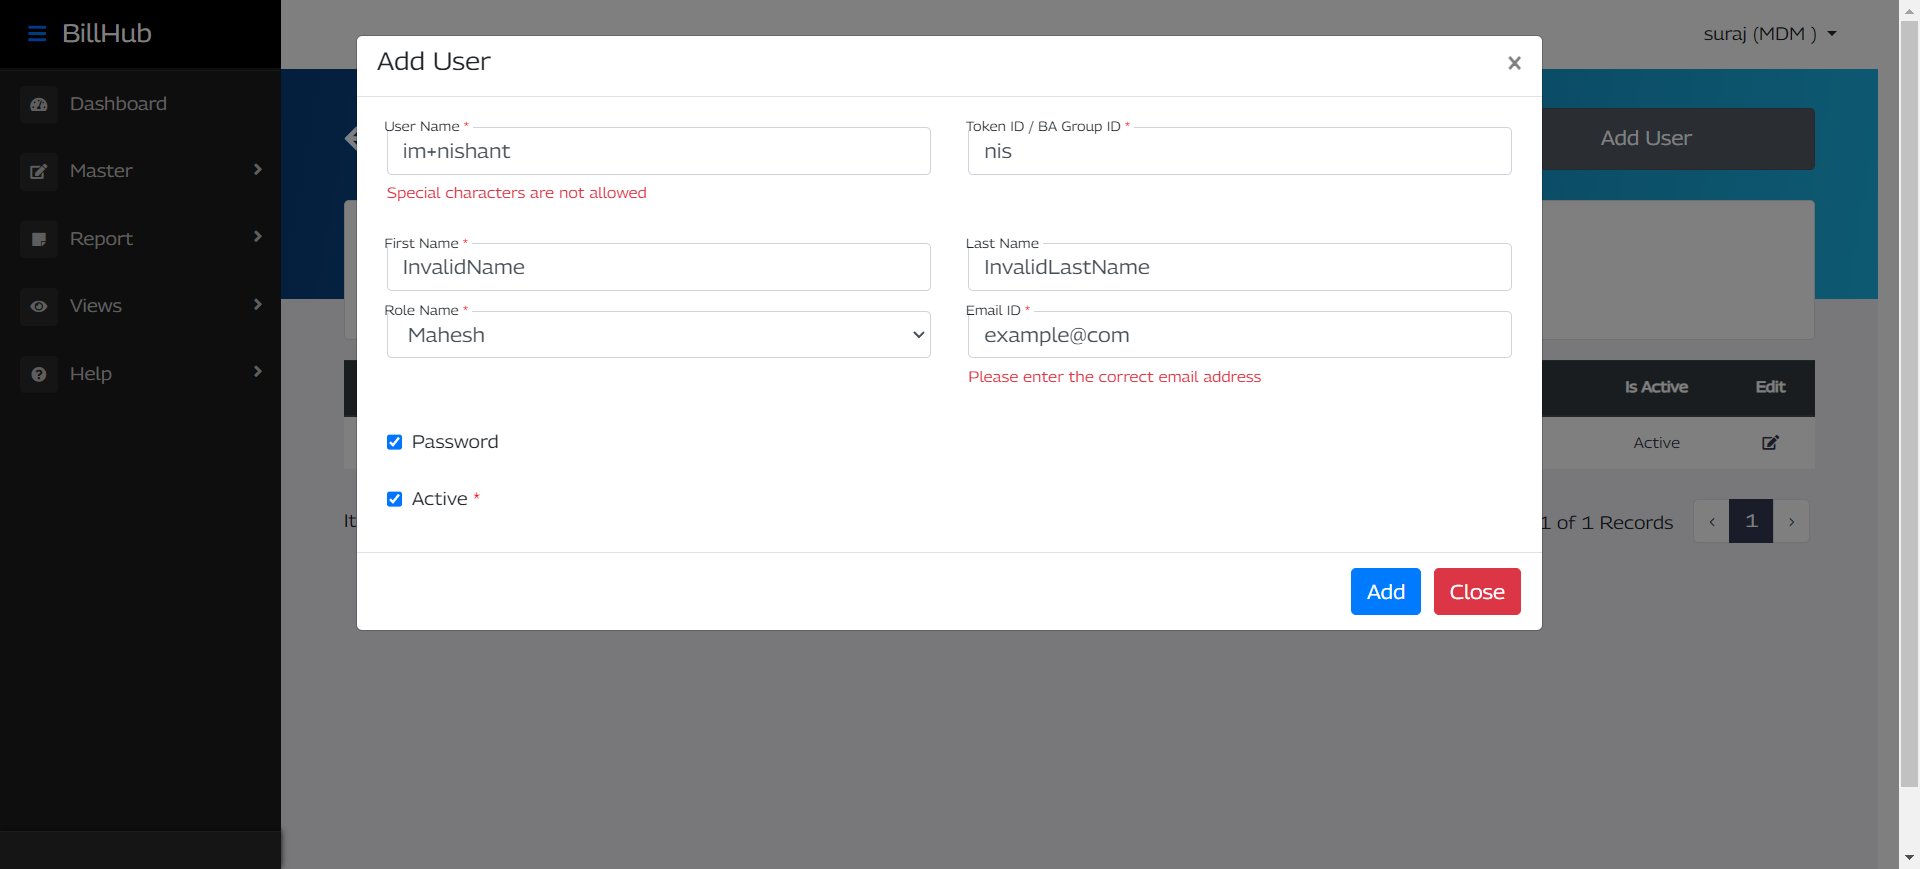 BillHub
suraj (MDM )
Dashboard
Master
Report
Views
Help
Add User
Add User
User Name *
im+nishant
Special characters are not allowed
Token ID / BA Group ID *
nis
First Name *
InvalidName
Last Name
InvalidLastName
Role Name *
Mahesh
Email ID *
example@com
Please enter the correct email address
Is Active Edit
Password
Active
Active *
It
1 of 1 Records
‹ 1 ›
Add Close